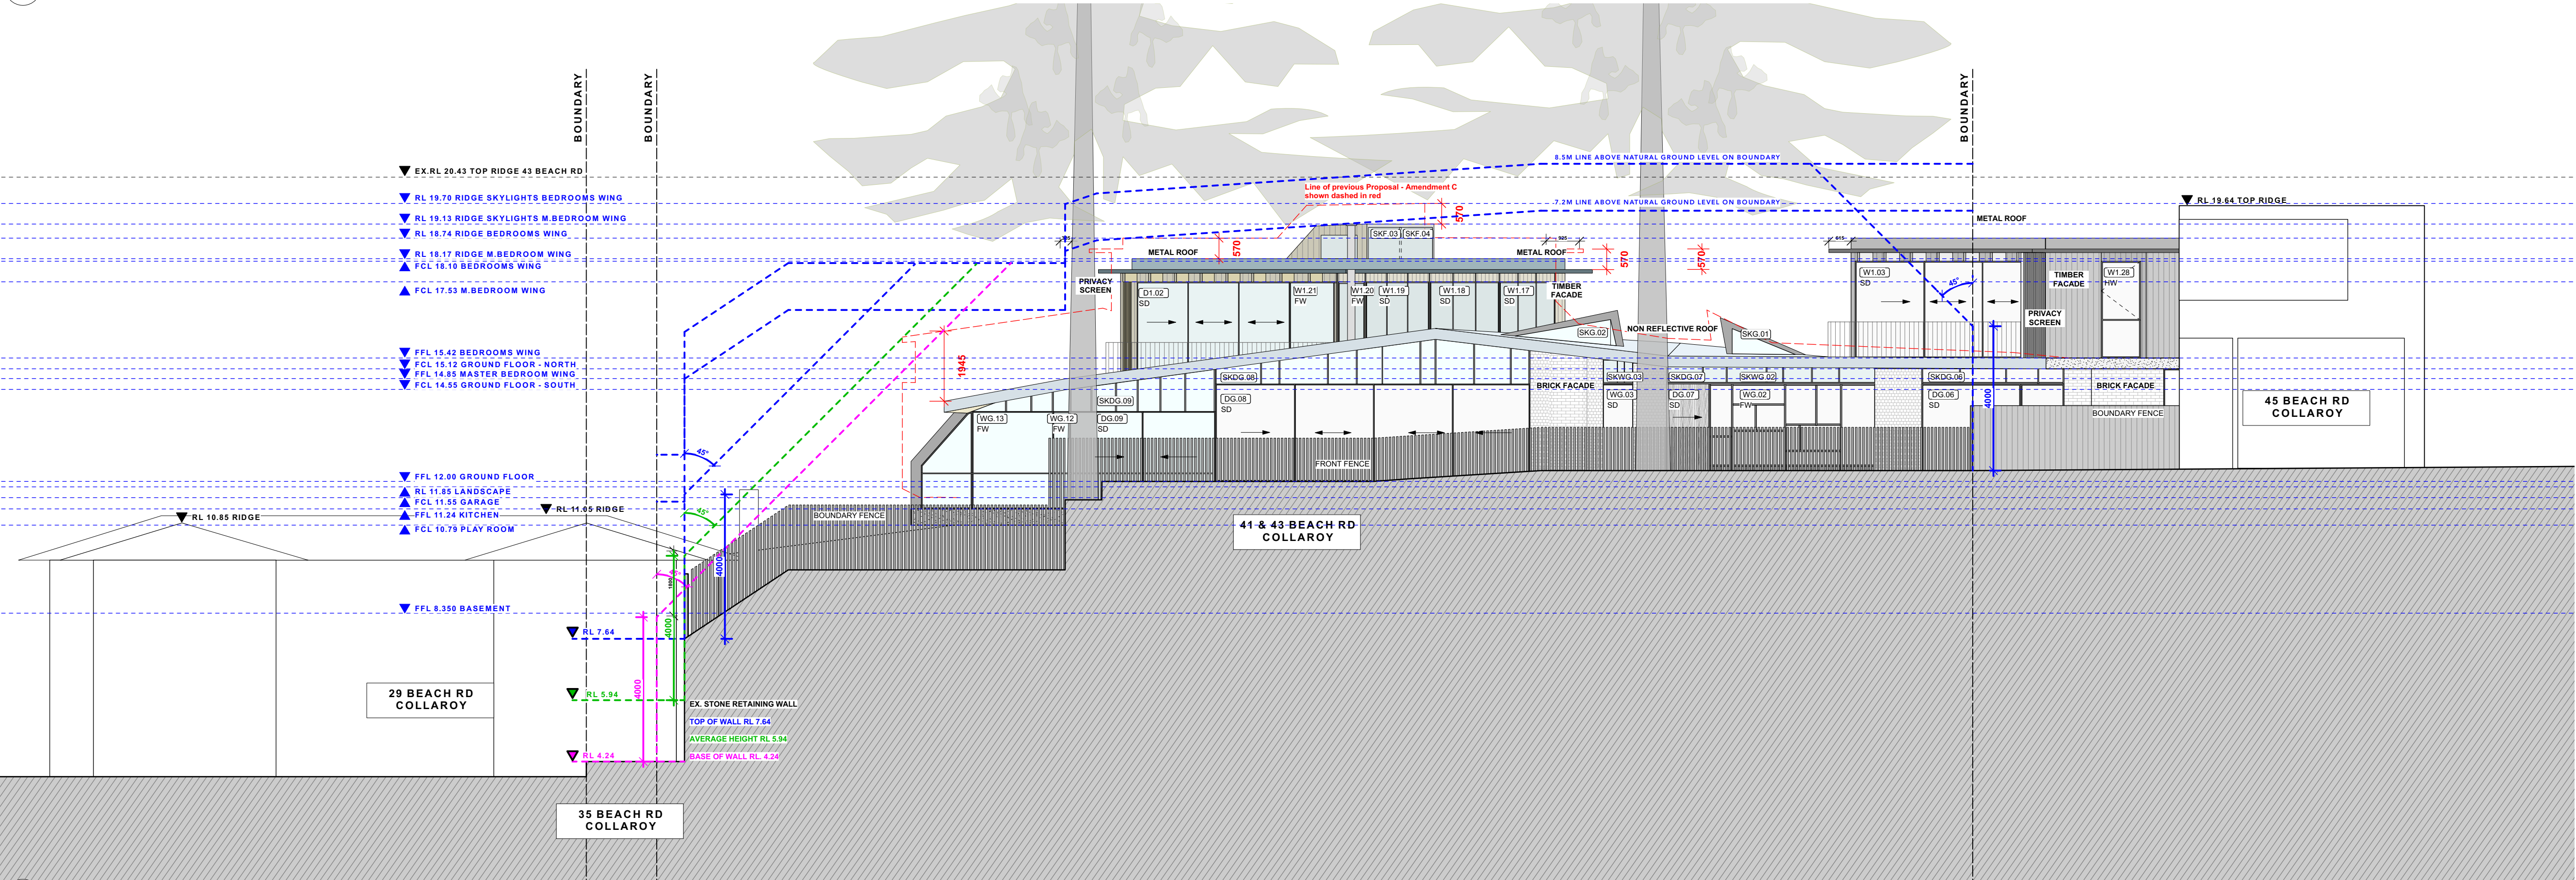 BOUNDARY
BOUNDARY
BOUNDARY
EX.RL 20.43 TOP RIDGE 43 BEACH RD
RL 19.70 RIDGE SKYLIGHTS BEDROOMS WING
RL 19.13 RIDGE SKYLIGHTS M.BEDROOM WING
RL 18.74 RIDGE BEDROOMS WING
RL 18.17 RIDGE M.BEDROOM WING
FCL 18.10 BEDROOMS WING
FCL 17.53 M.BEDROOM WING
FFL 15.42 BEDROOMS WING
FCL 15.12 GROUND FLOOR - NORTH
FFL 14.85 MASTER BEDROOM WING
FCL 14.55 GROUND FLOOR - SOUTH
FFL 12.00 GROUND FLOOR
RL 11.85 LANDSCAPE
FCL 11.55 GARAGE
FFL 11.24 KITCHEN
FCL 10.79 PLAY ROOM
FFL 8.350 BASEMENT
RL 10.85 RIDGE
RL 11.05 RIDGE
RL 7.64
RL 5.94
RL 4.24
29 BEACH RD
COLLAROY
35 BEACH RD
COLLAROY
EX. STONE RETAINING WALL
TOP OF WALL RL 7.64
AVERAGE HEIGHT RL 5.94
BASE OF WALL RL. 4.24
4000
4000
4000
1800
45°
45°
45°
BOUNDARY FENCE
1945
8.5M LINE ABOVE NATURAL GROUND LEVEL ON BOUNDARY
Line of previous Proposal - Amendment C
shown dashed in red
7.2M LINE ABOVE NATURAL GROUND LEVEL ON BOUNDARY
570
570
570
570
925
METAL ROOF
SKF.03
SKF.04
METAL ROOF
PRIVACY
SCREEN
D1.02
SD
W1.21
FW
W1.20
FW
W1.19
SD
W1.18
SD
W1.17
SD
TIMBER
FACADE
SKG.02
NON REFLECTIVE ROOF
SKG.01
SKDG.08
SKDG.09
WG.13
FW
WG.12
FW
DG.09
SD
DG.08
SD
FRONT FENCE
BRICK FACADE
SKWG.03
WG.03
SD
SKDG.07
DG.07
SD
SKWG.02
WG.02
FW
SKDG.06
DG.06
SD
4000
45°
615
METAL ROOF
W1.03
SD
PRIVACY
SCREEN
TIMBER
FACADE
W1.28
HW
BRICK FACADE
BOUNDARY FENCE
RL 19.64 TOP RIDGE
45 BEACH RD
COLLAROY
41 & 43 BEACH RD
COLLAROY